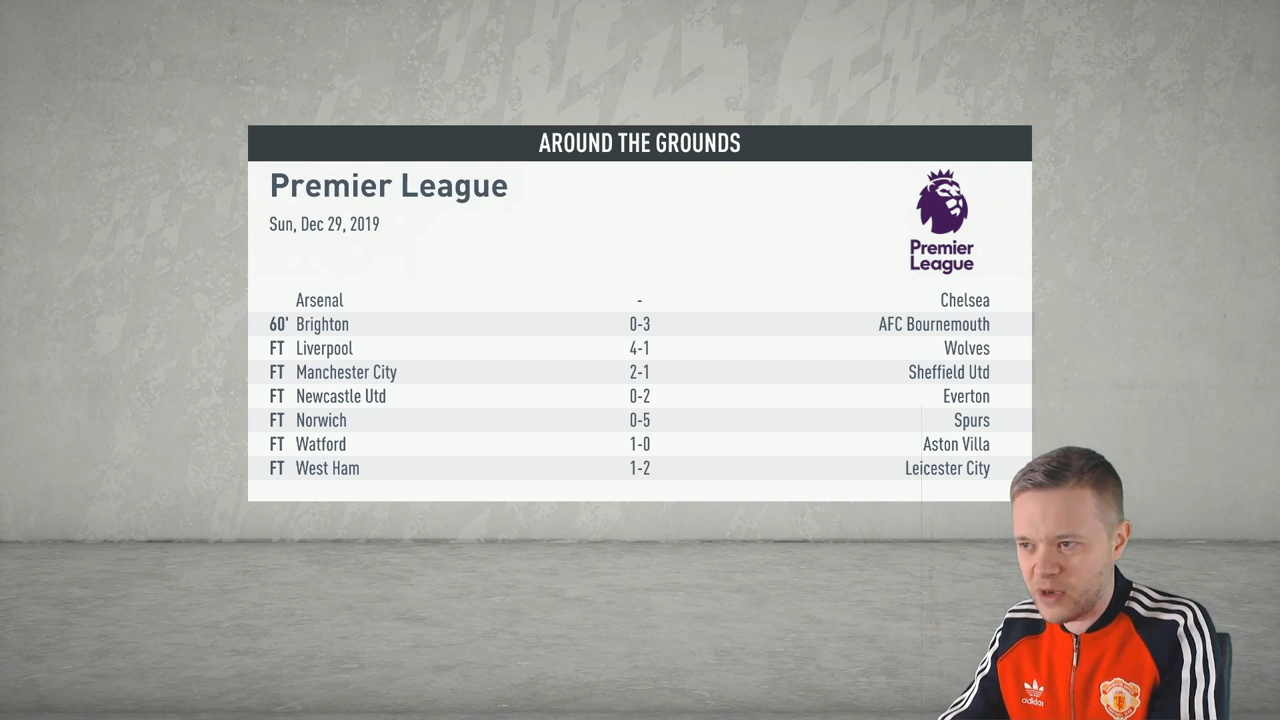 AROUND THE GROUNDS
Premier League
Sun, Dec 29, 2019
Premier
League
Arsenal - Chelsea
60' Brighton 0-3 AFC Bournemouth
FT Liverpool 4-1 Wolves
FT Manchester City 2-1 Sheffield Utd
FT Newcastle Utd 0-2 Everton
FT Norwich 0-5 Spurs
FT Watford 1-0 Aston Villa
FT West Ham 1-2 Leicester City
adidas